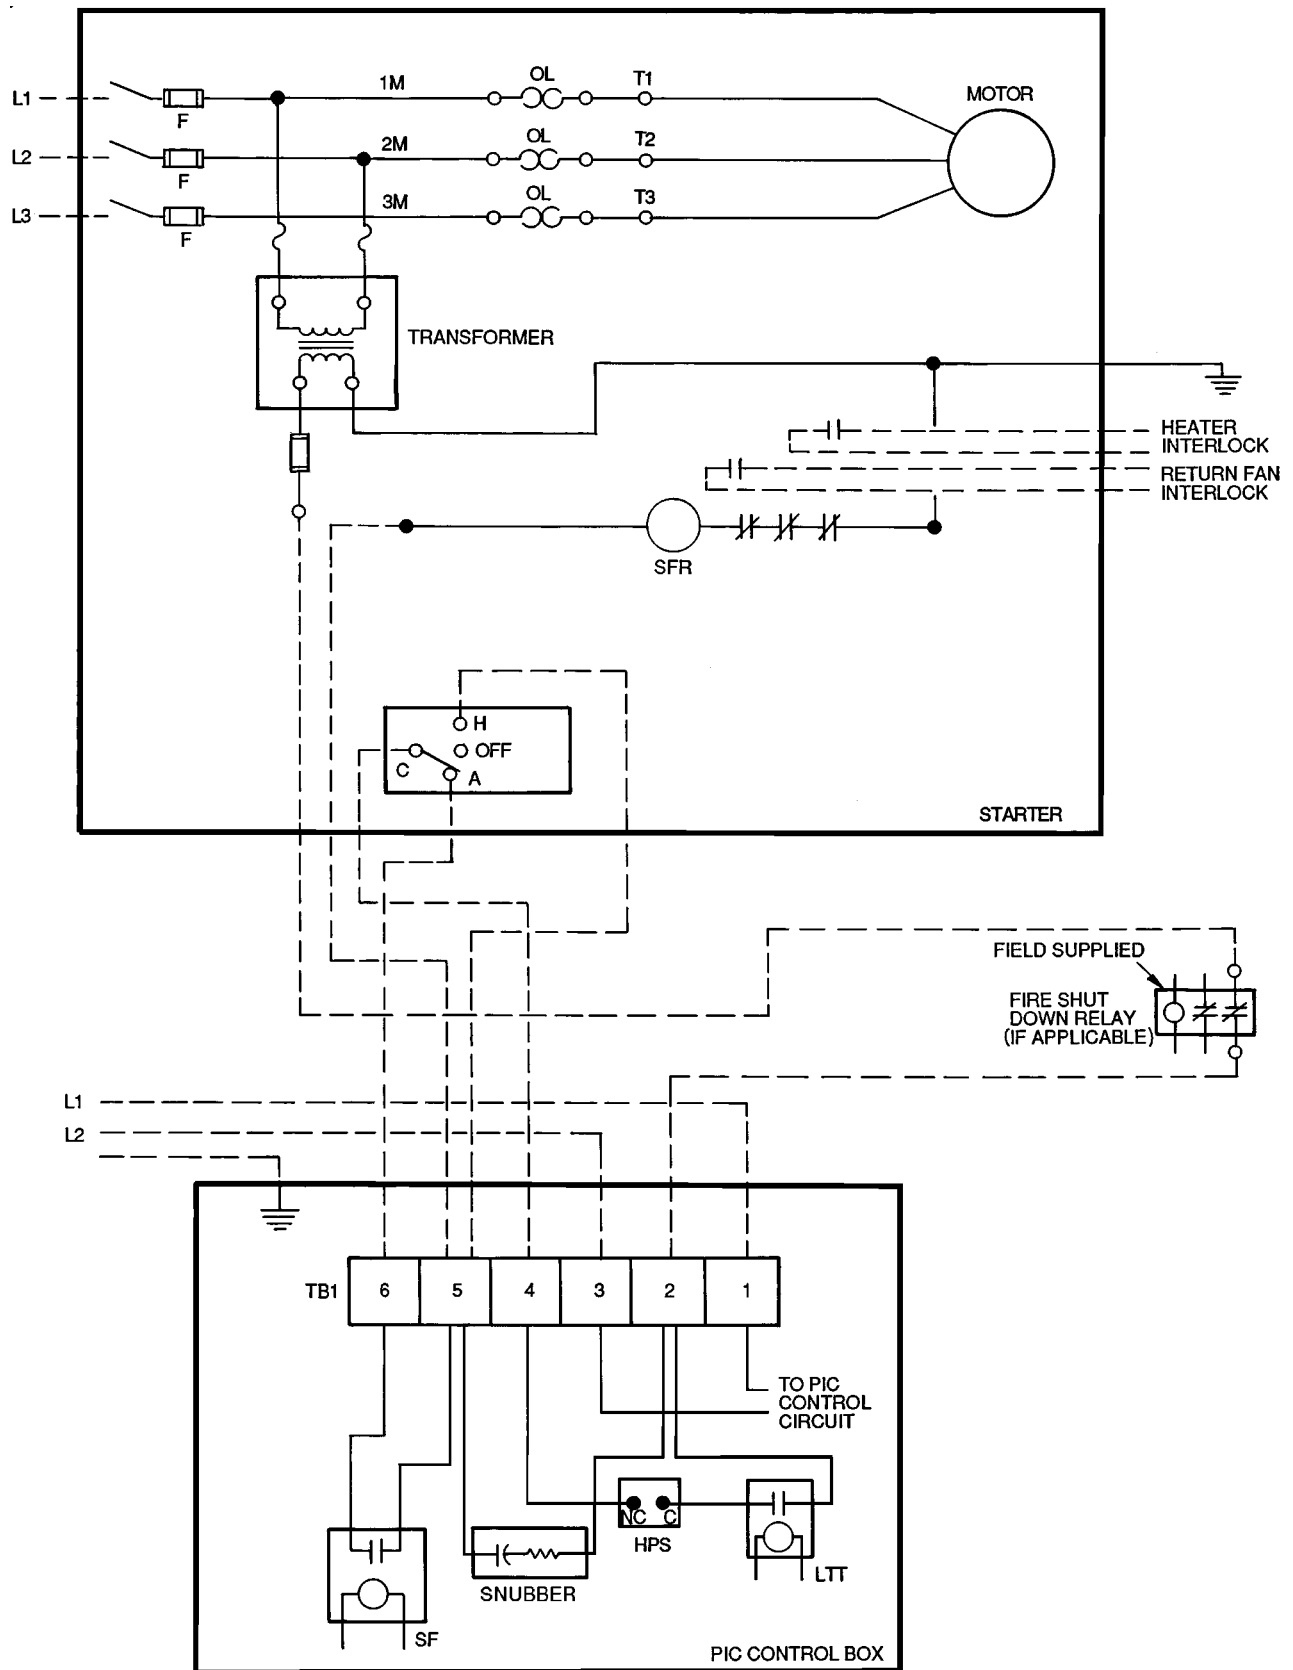 L1
F
1M
OL
T1
MOTOR
L2
F
2M
OL
T2
L3
F
3M
OL
T3
TRANSFORMER
HEATER
INTERLOCK
RETURN FAN
INTERLOCK
SFR
H
OFF
C
A
STARTER
FIELD SUPPLIED
FIRE SHUT
DOWN RELAY
(IF APPLICABLE)
L1
L2
TB1
6
5
4
3
2
1
TO PIC
CONTROL
CIRCUIT
NC
C
HPS
LTT
SNUBBER
SF
PIC CONTROL BOX